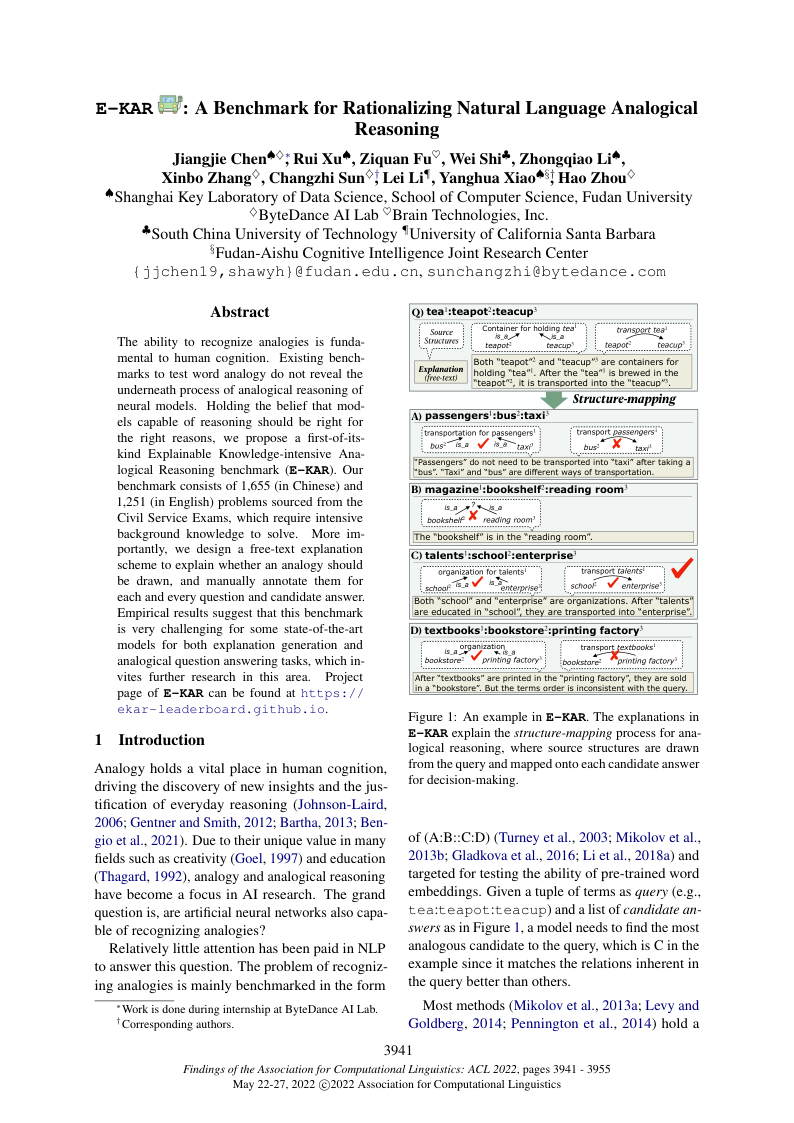 E-KAR : A Benchmark for Rationalizing Natural Language Analogical
Reasoning
Jiangjie Chen♠♢∗, Rui Xu♠, Ziquan Fu♡, Wei Shi♣, Zhongqiao Li♠,
Xinbo Zhang♢, Changzhi Sun♢†, Lei Li¶, Yanghua Xiao♠§†, Hao Zhou♢
♠Shanghai Key Laboratory of Data Science, School of Computer Science, Fudan University
♢ByteDance AI Lab ♡Brain Technologies, Inc.
♣South China University of Technology ¶University of California Santa Barbara
§Fudan-Aishu Cognitive Intelligence Joint Research Center
{jjchen19,shawyh}@fudan.edu.cn, sunchangzhi@bytedance.com
Abstract
The ability to recognize analogies is funda-
mental to human cognition. Existing bench-
marks to test word analogy do not reveal the
underneath process of analogical reasoning of
neural models. Holding the belief that mod-
els capable of reasoning should be right for
the right reasons, we propose a first-of-its-
kind Explainable Knowledge-intensive Ana-
logical Reasoning benchmark (E-KAR). Our
benchmark consists of 1,655 (in Chinese) and
1,251 (in English) problems sourced from the
Civil Service Exams, which require intensive
background knowledge to solve. More im-
portantly, we design a free-text explanation
scheme to explain whether an analogy should
be drawn, and manually annotate them for
each and every question and candidate answer.
Empirical results suggest that this benchmark
is very challenging for some state-of-the-art
models for both explanation generation and
analogical question answering tasks, which in-
vites further research in this area. Project
page of E-KAR can be found at https://
ekar-leaderboard.github.io.
1 Introduction
Analogy holds a vital place in human cognition,
driving the discovery of new insights and the jus-
tification of everyday reasoning (Johnson-Laird,
2006; Gentner and Smith, 2012; Bartha, 2013; Ben-
gio et al., 2021). Due to their unique value in many
fields such as creativity (Goel, 1997) and education
(Thagard, 1992), analogy and analogical reasoning
have become a focus in AI research. The grand
question is, are artificial neural networks also capa-
ble of recognizing analogies?
Relatively little attention has been paid in NLP
to answer this question. The problem of recogniz-
ing analogies is mainly benchmarked in the form
∗Work is done during internship at ByteDance AI Lab.
†Corresponding authors.
Q) tea1:teapot2:teacup3
Source
Structures
Container for holding tea1
is_a is_a
teapot2 teacup3
transport tea1
teapot2 teacup3
Explanation
(free-text)
Both "teapot"2 and "teacup"3 are containers for
holding "tea"1. After the "tea"1 is brewed in the
"teapot"2, it is transported into the "teacup"3.
Structure-mapping
A) passengers1:bus2:taxi3
transportation for passengers1
bus2 is_a is_a taxi3
transport passengers1
bus2 taxi3
"Passengers" do not need to be transported into "taxi" after taking a
"bus". "Taxi" and "bus" are different ways of transportation.
B) magazine1:bookshelf2:reading room3
?
is_a is_a
bookshelf2 reading room3
The "bookshelf" is in the "reading room".
C) talents1:school2:enterprise3
organization for talents1
school2 is_a is_a enterprise3
transport talents1
school2 enterprise3
Both "school" and "enterprise" are organizations. After "talents"
are educated in "school", they are transported into "enterprise".
D) textbooks1:bookstore2:printing factory3
organization
is_a is_a
bookstore2 printing factory3
transport textbooks1
bookstore2 printing factory3
After "textbooks" are printed in the "printing factory", they are sold
in a "bookstore". But the terms order is inconsistent with the query.
Figure 1: An example in E-KAR. The explanations in
E-KAR explain the structure-mapping process for ana-
logical reasoning, where source structures are drawn
from the query and mapped onto each candidate answer
for decision-making.
of (A:B::C:D) (Turney et al., 2003; Mikolov et al.,
2013b; Gladkova et al., 2016; Li et al., 2018a) and
targeted for testing the ability of pre-trained word
embeddings. Given a tuple of terms as query (e.g.,
tea:teapot:teacup) and a list of candidate an-
swers as in Figure 1, a model needs to find the most
analogous candidate to the query, which is C in the
example since it matches the relations inherent in
the query better than others.
Most methods (Mikolov et al., 2013a; Levy and
Goldberg, 2014; Pennington et al., 2014) hold a
3941
Findings of the Association for Computational Linguistics: ACL 2022, pages 3941 - 3955
May 22-27, 2022 ©2022 Association for Computational Linguistics